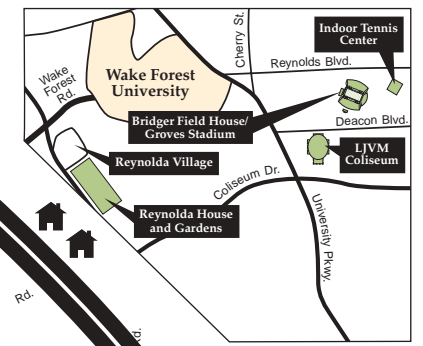 Cherry St.
Indoor Tennis
Center
Reynolds Blvd.
Wake
Forest
Rd.
Wake Forest
University
Bridger Field House/
Groves Stadium
Deacon Blvd.
LJVM
Coliseum
Reynolda Village
Coliseum Dr.
Reynolda House
and Gardens
University Pkwy.
Rd.
Rd.